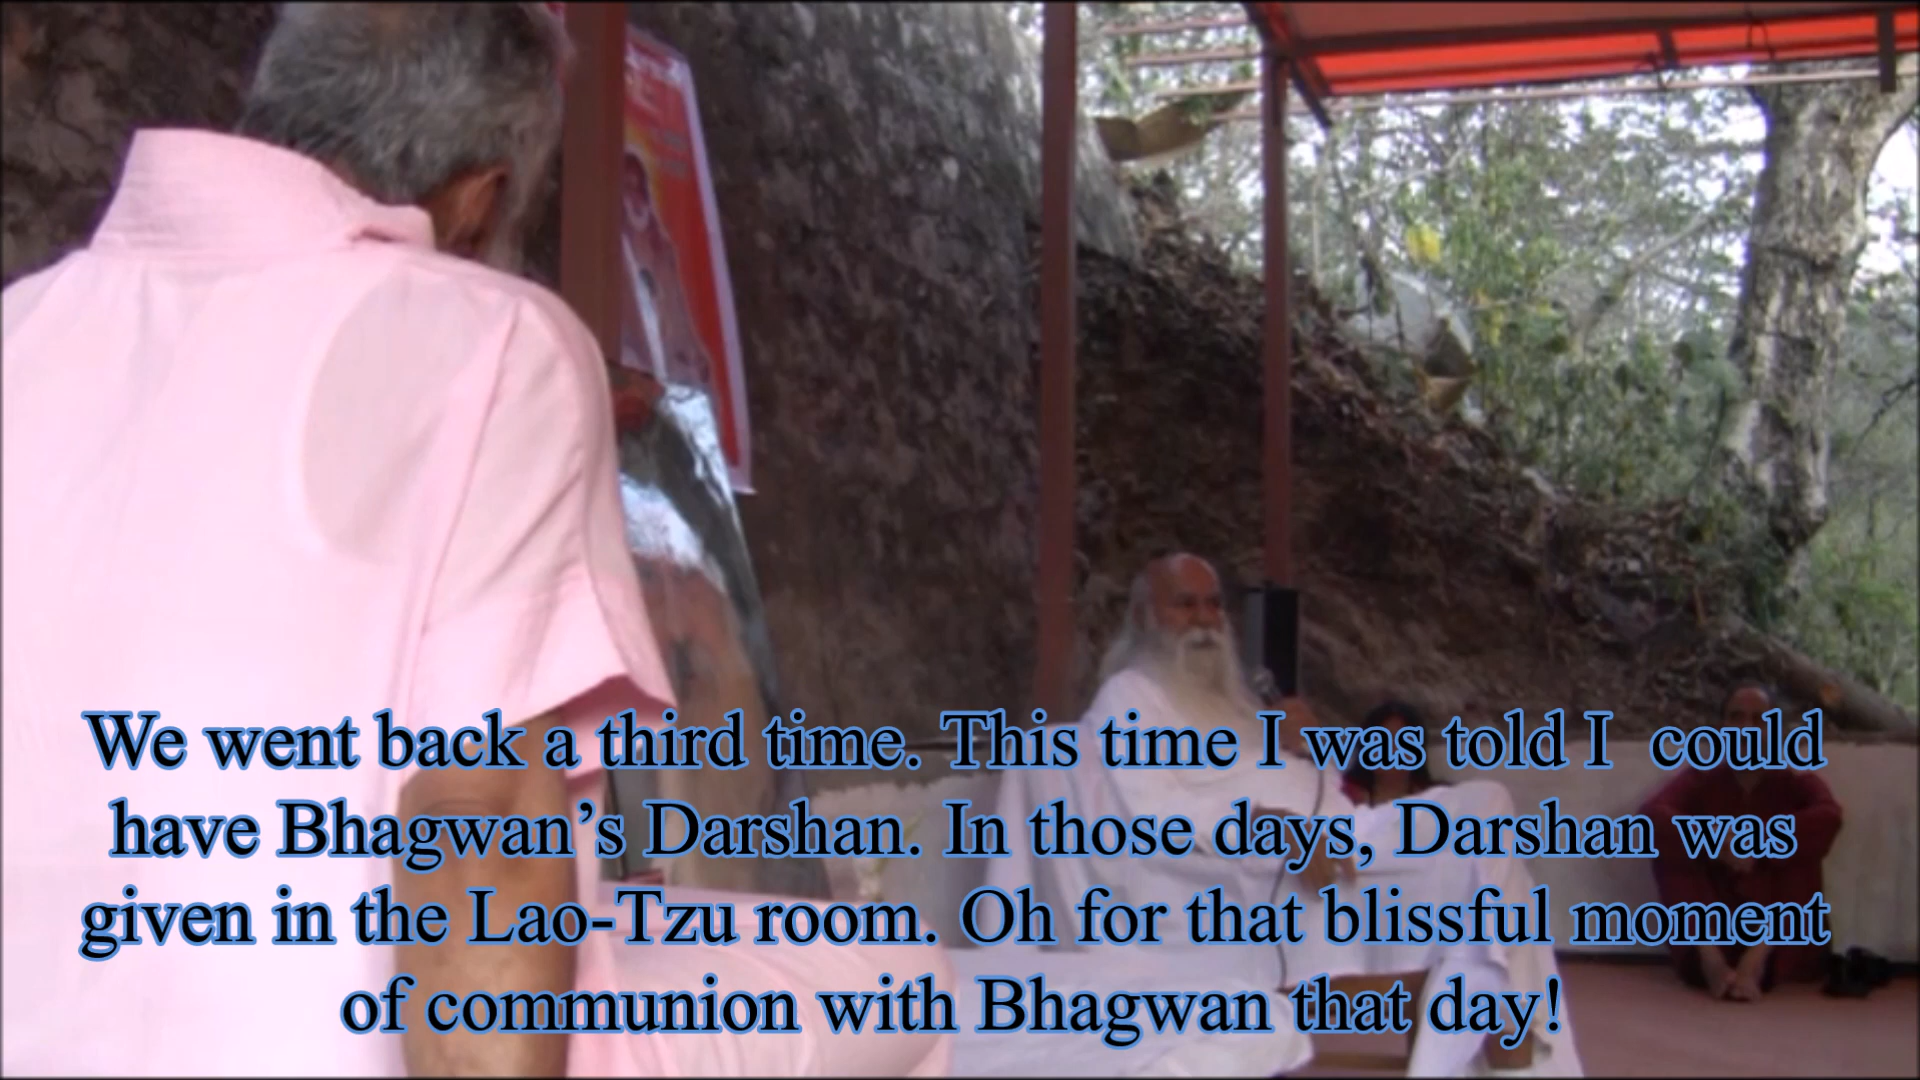 We went back a third time. This time I was told I  could
have Bhagwan’s Darshan. In those days, Darshan was
given in the Lao-Tzu room. Oh for that blissful moment
of communion with Bhagwan that day!